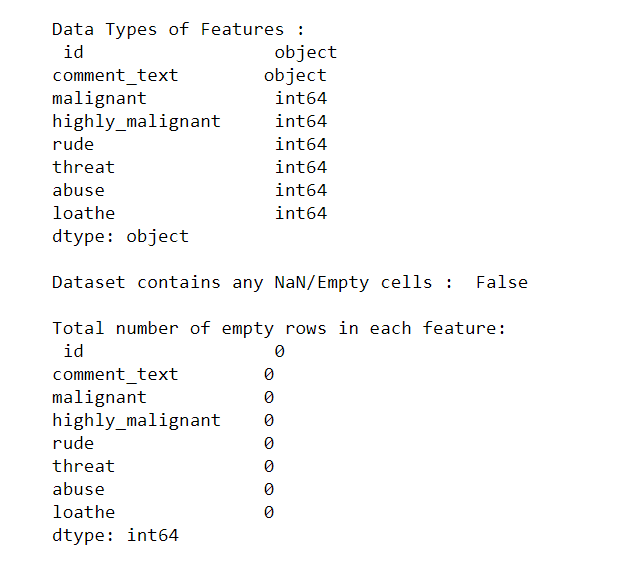 Data Types of Features :
id object
comment_text object
malignant int64
highly_malignant int64
rude int64
threat int64
abuse int64
loathe int64
dtype: object
Dataset contains any NaN/Empty cells : False
Total number of empty rows in each feature:
id 0
comment_text 0
malignant 0
highly_malignant 0
rude 0
threat 0
abuse 0
loathe 0
dtype: int64